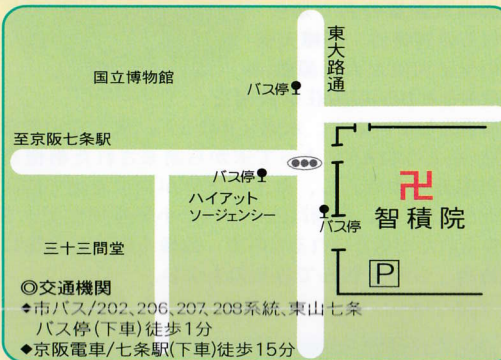 東大路通
国立博物館
バス停
至京阪七条駅
バス停
ハイアット
ソージェンシー
バス停
卍
智積院
三十三間堂
P
◎交通機関
◆市バス/202、206、207、208系統、東山七条
バス停(下車)徒歩1分
◆京阪電車/七条駅(下車)徒歩15分